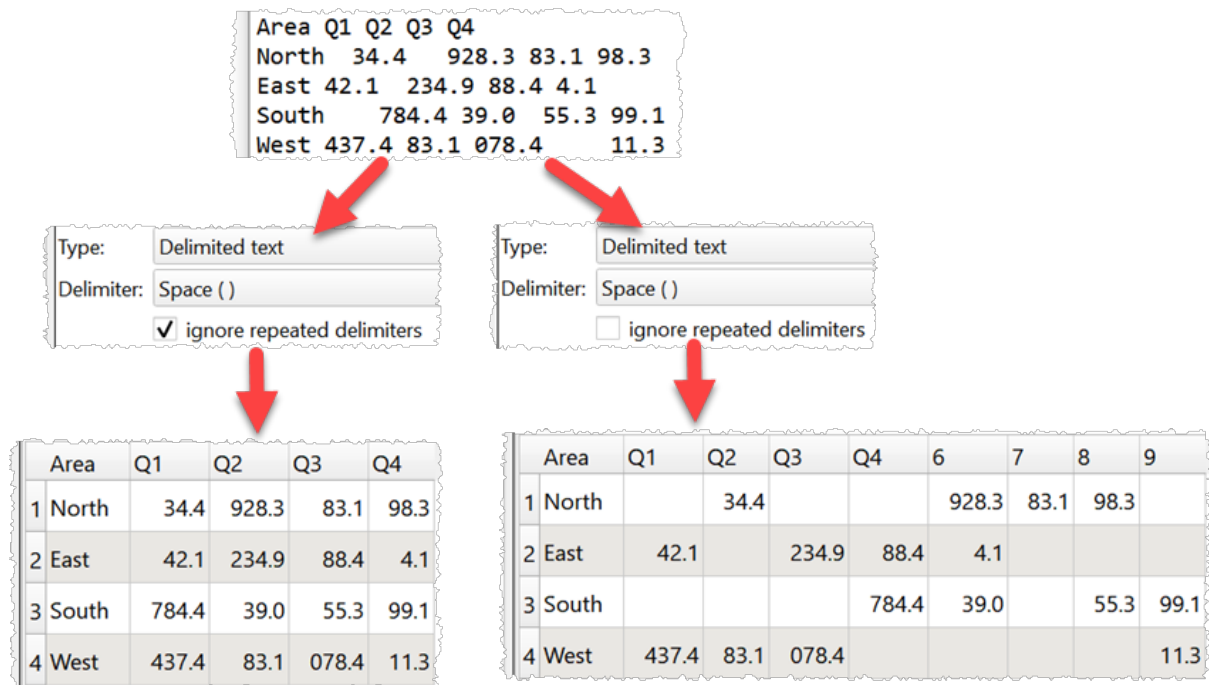 Area Q1 Q2 Q3 Q4
North  34.4   928.3 83.1 98.3
East 42.1  234.9 88.4 4.1
South    784.4 39.0  55.3 99.1
West 437.4 83.1 078.4     11.3
Type: Delimited text
Delimiter: Space ( )
ignore repeated delimiters
Type: Delimited text
Delimiter: Space ( )
ignore repeated delimiters
Area Q1 Q2 Q3 Q4
1 North 34.4 928.3 83.1 98.3
2 East 42.1 234.9 88.4 4.1
3 South 784.4 39.0 55.3 99.1
4 West 437.4 83.1 078.4 11.3
Area Q1 Q2 Q3 Q4 6 7 8 9
1 North 34.4 928.3 83.1 98.3
2 East 42.1 234.9 88.4 4.1
3 South 784.4 39.0 55.3 99.1
4 West 437.4 83.1 078.4 11.3